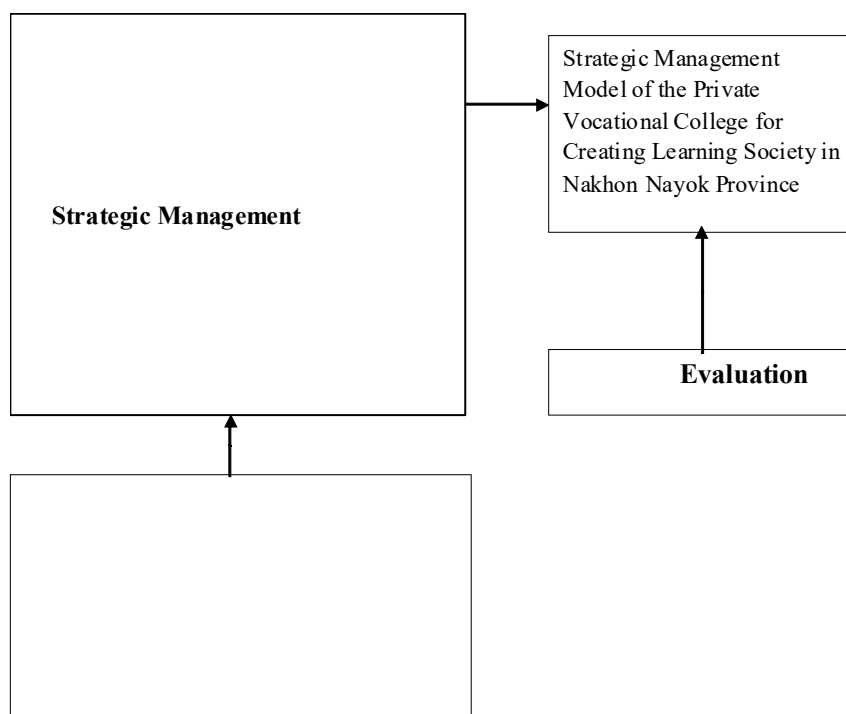 Strategic Management
Strategic Management
Model of the Private
Vocational College for
Creating Learning Society in
Nakhon Nayok Province
Evaluation